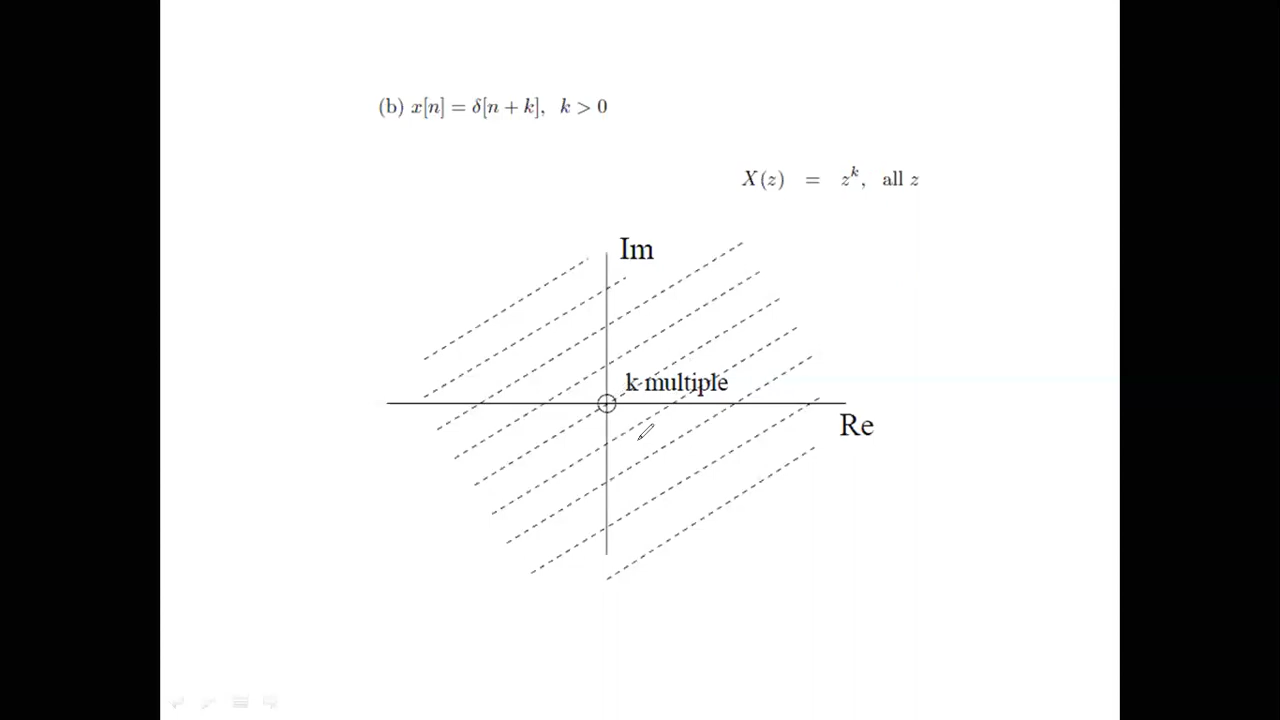 (b) x[n] = δ[n + k], k > 0
X(z) = z^k, all z
Im
k multiple
Re